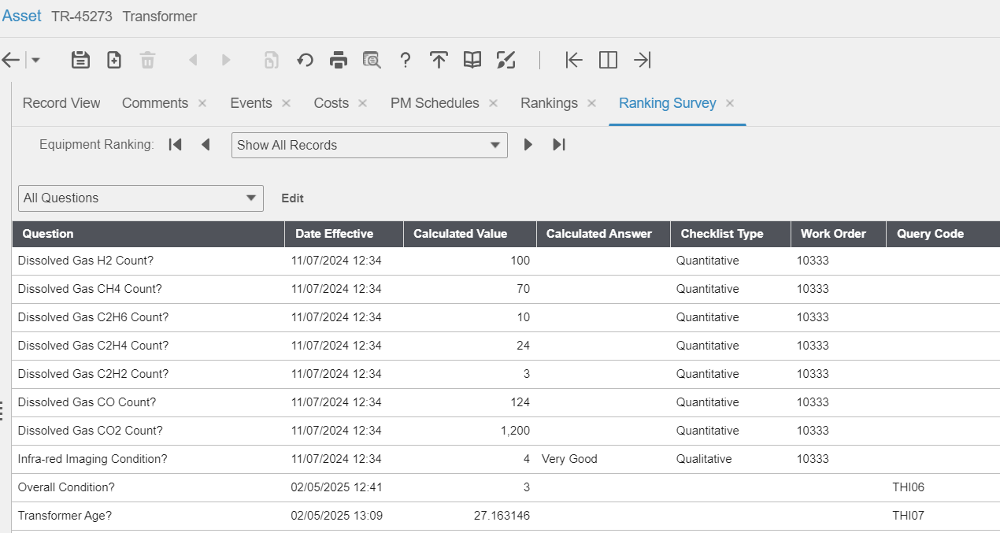 Asset TR-45273 Transformer
Record View Comments Events Costs PM Schedules Rankings Ranking Survey
Equipment Ranking: Show All Records
All Questions Edit
Question Date Effective Calculated Value Calculated Answer Checklist Type Work Order Query Code
Dissolved Gas H2 Count? 11/07/2024 12:34 100 Quantitative 10333
Dissolved Gas CH4 Count? 11/07/2024 12:34 70 Quantitative 10333
Dissolved Gas C2H6 Count? 11/07/2024 12:34 10 Quantitative 10333
Dissolved Gas C2H4 Count? 11/07/2024 12:34 24 Quantitative 10333
Dissolved Gas C2H2 Count? 11/07/2024 12:34 3 Quantitative 10333
Dissolved Gas CO Count? 11/07/2024 12:34 124 Quantitative 10333
Dissolved Gas CO2 Count? 11/07/2024 12:34 1,200 Quantitative 10333
Infra-red Imaging Condition? 11/07/2024 12:34 4 Very Good Qualitative 10333
Overall Condition? 02/05/2025 12:41 3 THI06
Transformer Age? 02/05/2025 13:09 27.163146 THI07